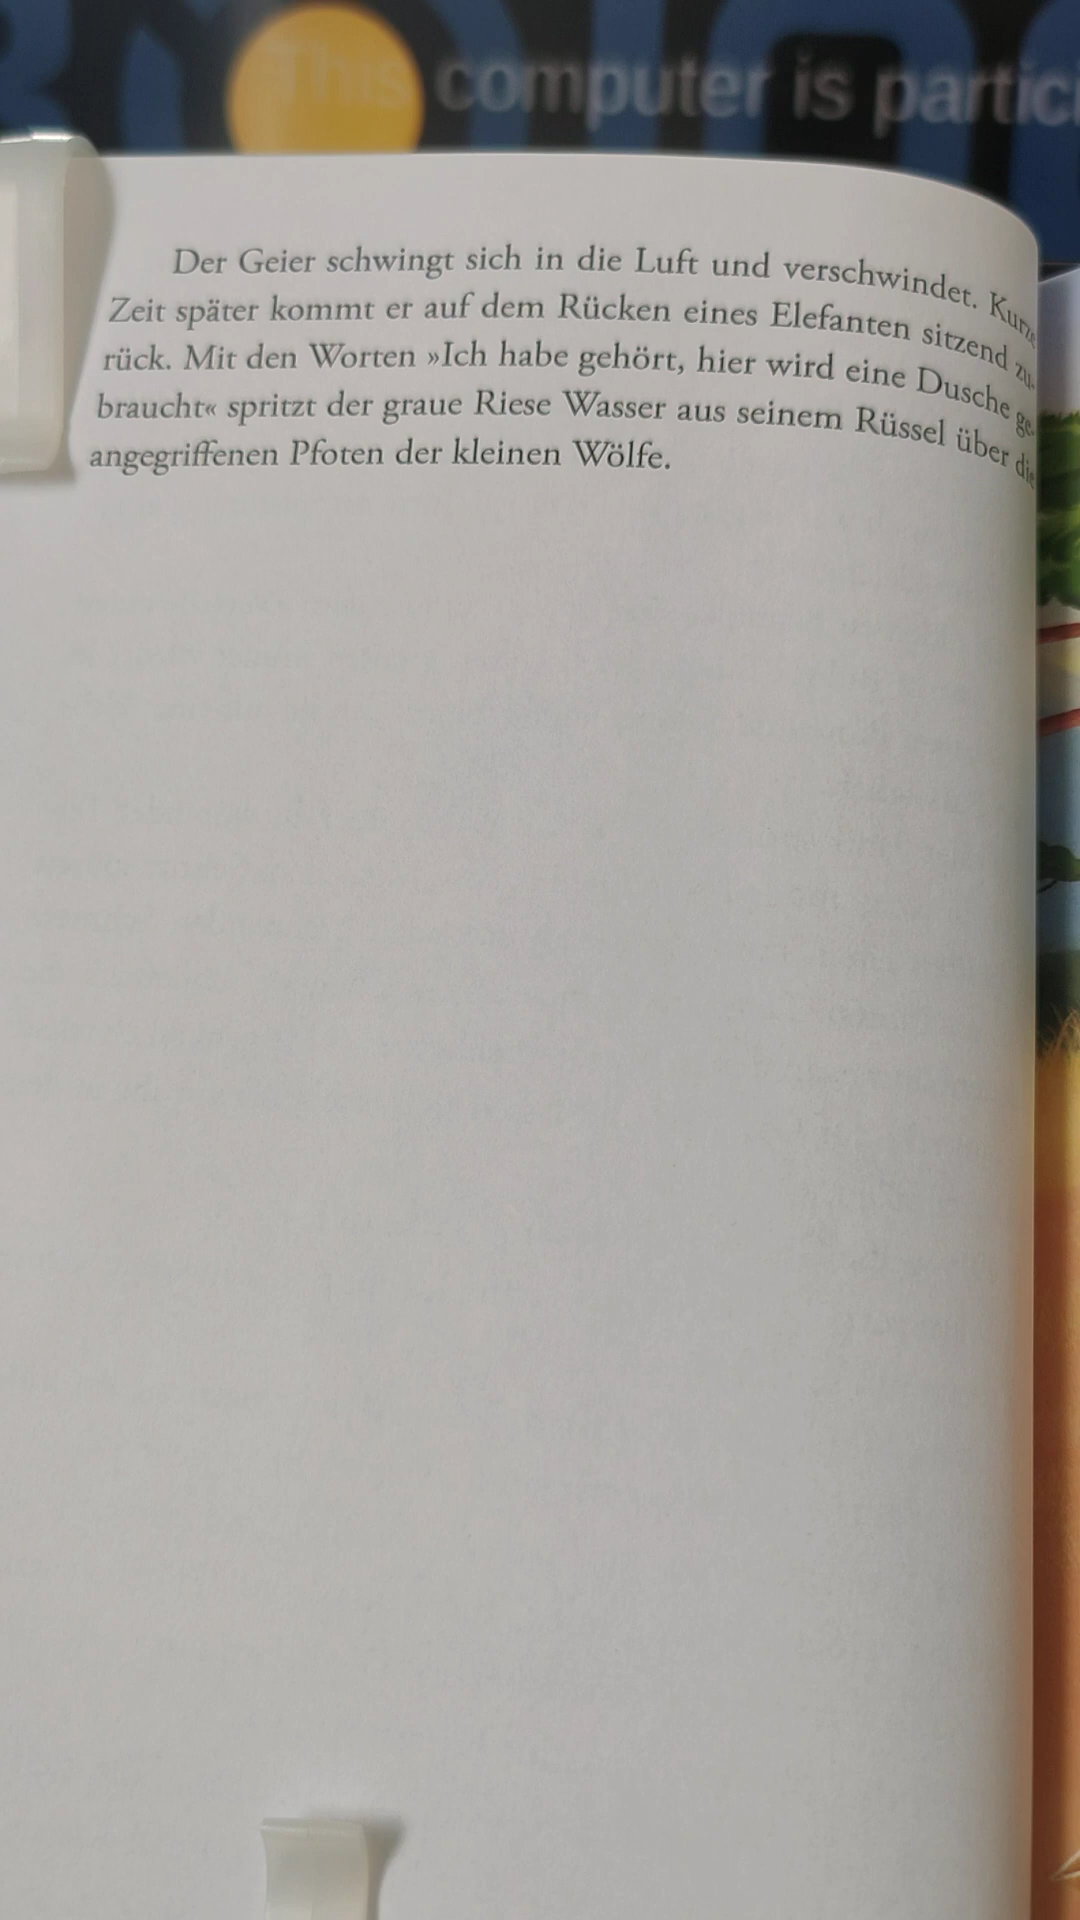 This computer is partici
Der Geier schwingt sich in die Luft und verschwindet. Kurze
Zeit später kommt er auf dem Rücken eines Elefanten sitzend zu-
rück. Mit den Worten »Ich habe gehört, hier wird eine Dusche ge-
braucht« spritzt der graue Riese Wasser aus seinem Rüssel über die
angegriffenen Pfoten der kleinen Wölfe.